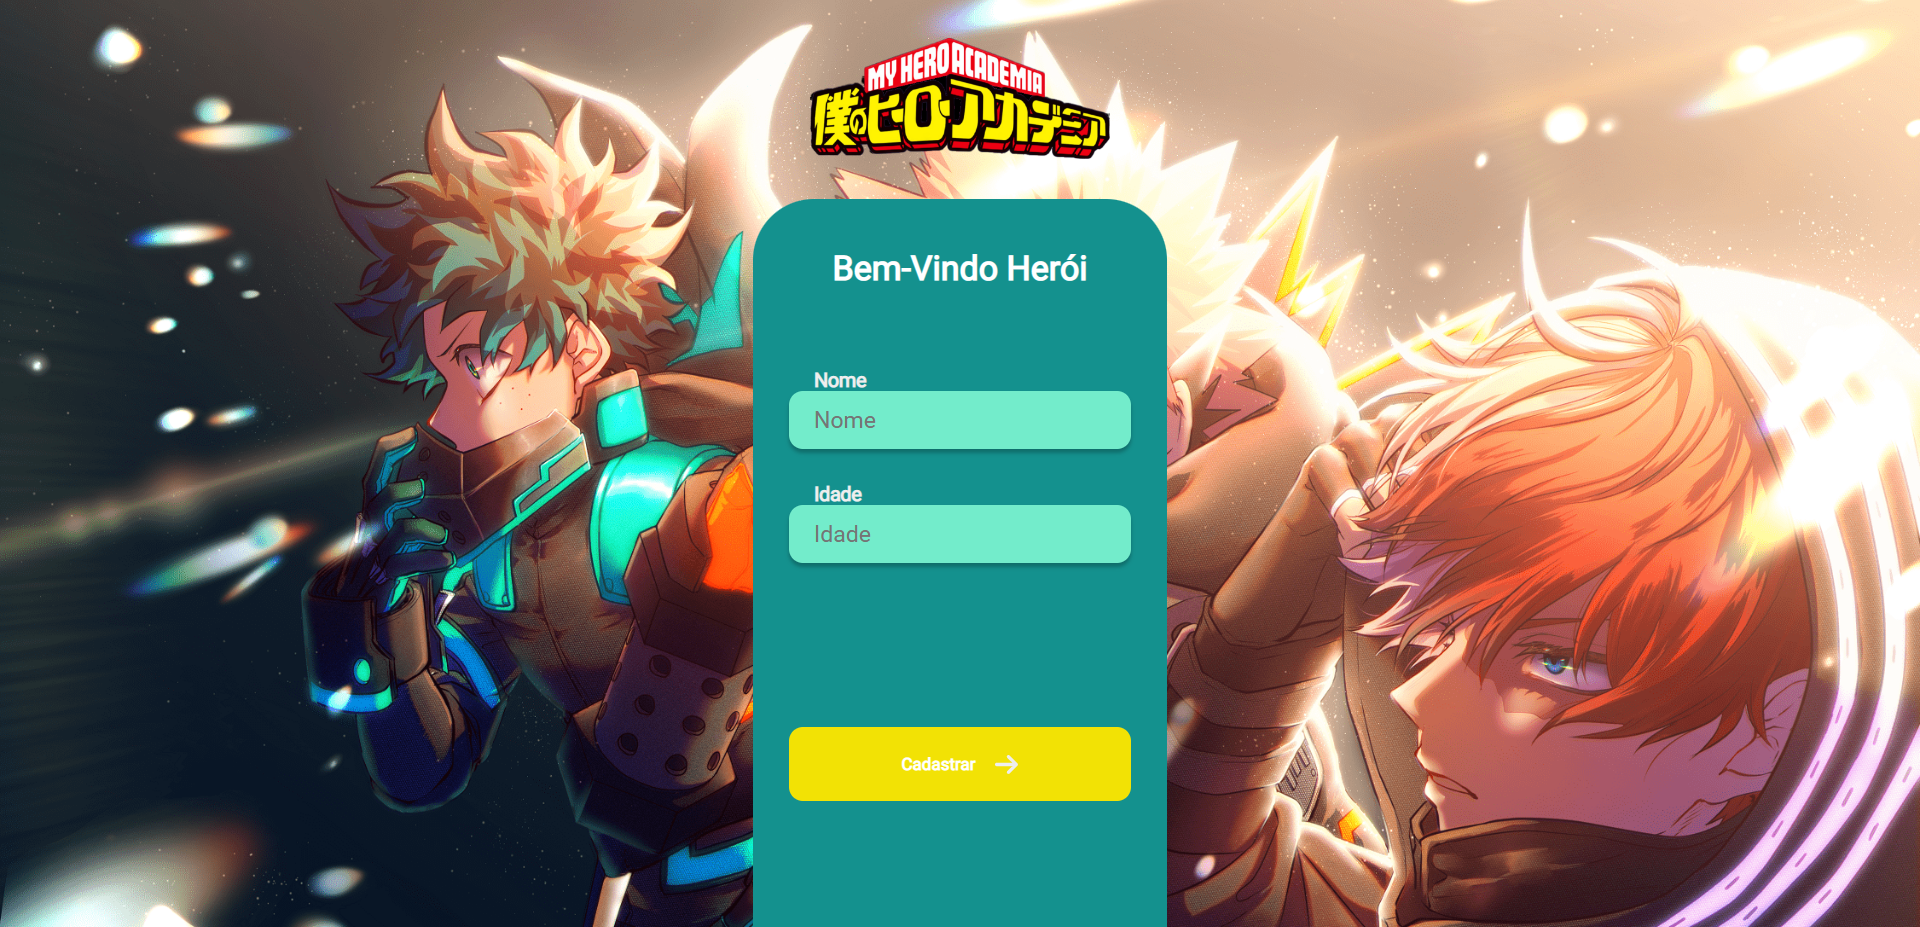 MY HERO ACADEMIA
僕のヒーローアカデミア
Bem-Vindo Herói
Nome
Nome
Idade
Idade
Cadastrar